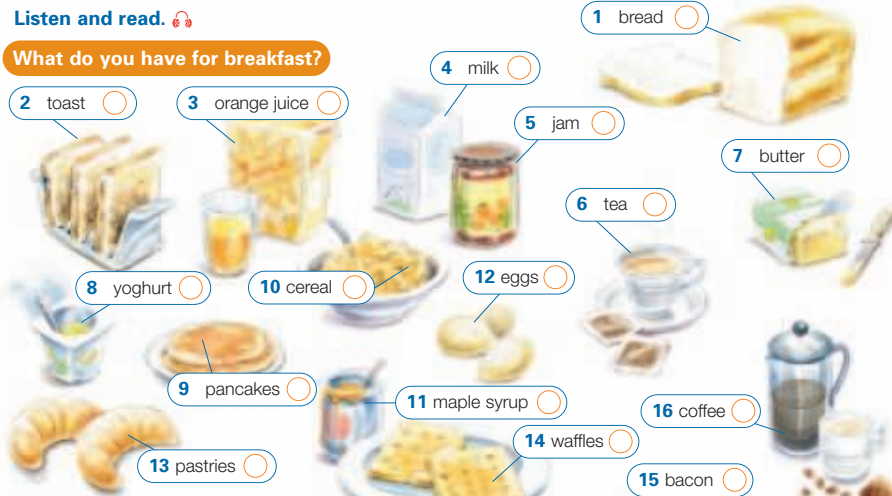 Listen and read.
What do you have for breakfast?
1 bread
2 toast
3 orange juice
4 milk
5 jam
6 tea
7 butter
8 yoghurt
9 pancakes
10 cereal
11 maple syrup
12 eggs
13 pastries
14 waffles
15 bacon
16 coffee